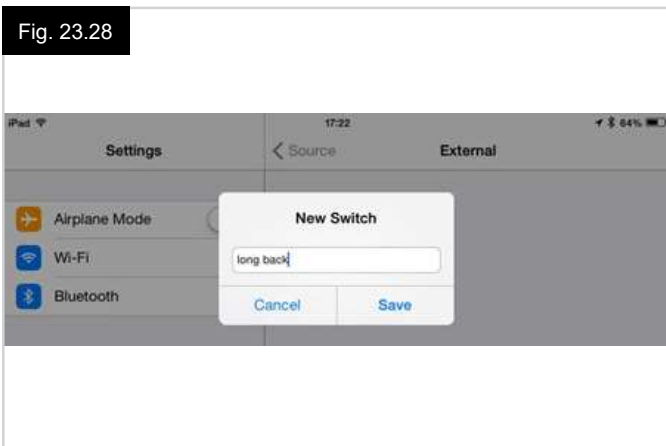 Fig. 23.28
iPad 17:22 64%
Settings
Source External
Airplane Mode
Wi-Fi
Bluetooth
New Switch
long back
Cancel Save